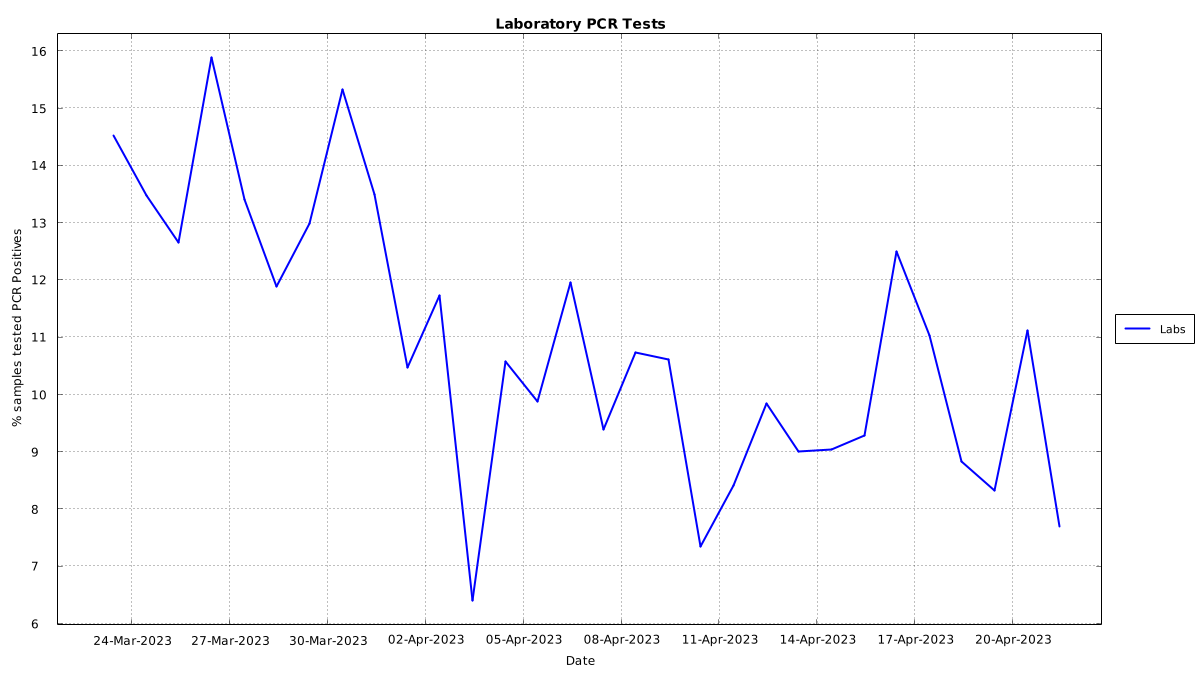 Laboratory PCR Tests
16
15
14
13
12
11
10
9
8
7
6
% samples tested PCR Positives
24-Mar-2023 27-Mar-2023 30-Mar-2023 02-Apr-2023 05-Apr-2023 08-Apr-2023 11-Apr-2023 14-Apr-2023 17-Apr-2023 20-Apr-2023
Date
Labs